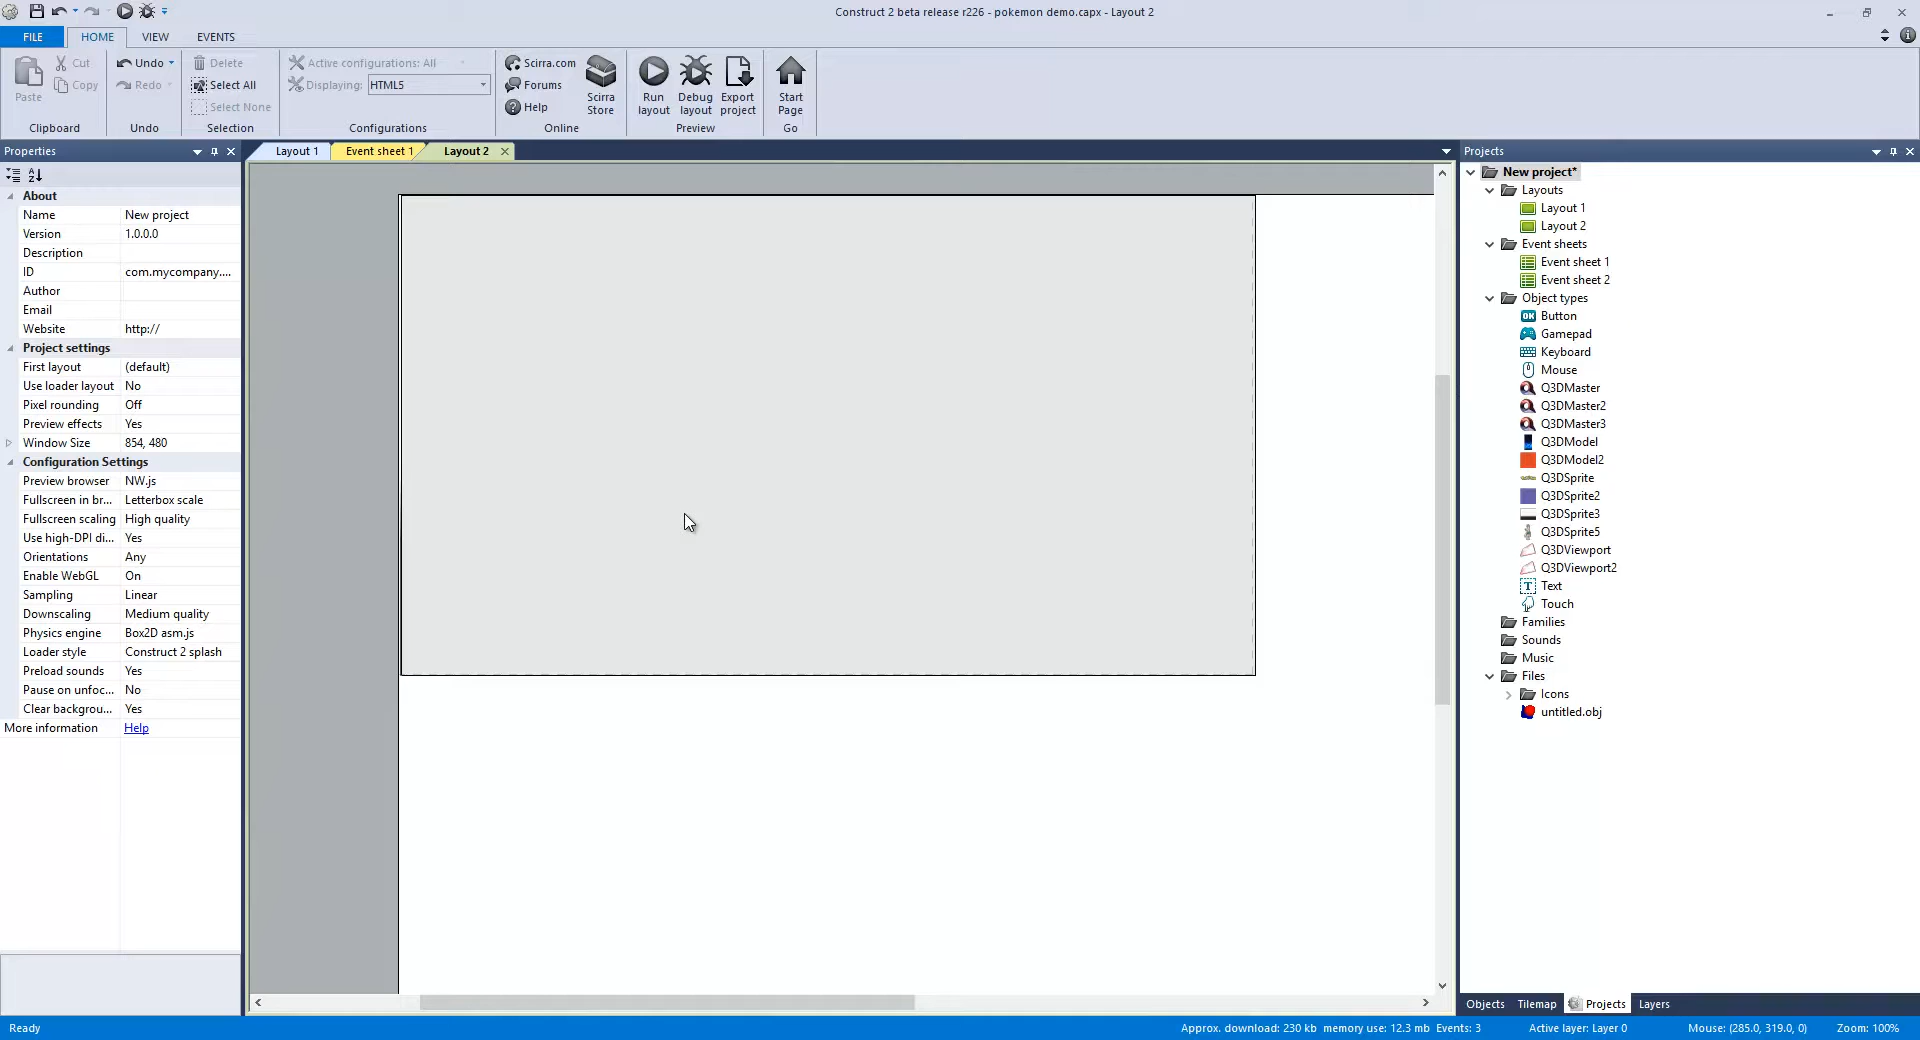 Construct 2 beta release r226 - pokemon demo.capx - Layout 2
FILE HOME VIEW EVENTS
Paste
Cut
Copy
Clipboard
Undo
Redo
Undo
Delete
Select All
Select None
Selection
Active configurations: All
Displaying: HTML5
Configurations
Scirra.com
Forums
Help
Scirra Store
Online
Run layout
Debug layout
Export project
Preview
Start Page
Go
Properties
About
Name New project
Version 1.0.0.0
Description
ID com.mycompany....
Author
Email
Website http://
Project settings
First layout (default)
Use loader layout No
Pixel rounding Off
Preview effects Yes
Window Size 854, 480
Configuration Settings
Preview browser NW.js
Fullscreen in br... Letterbox scale
Fullscreen scaling High quality
Use high-DPI di... Yes
Orientations Any
Enable WebGL On
Sampling Linear
Downscaling Medium quality
Physics engine Box2D asm.js
Loader style Construct 2 splash
Preload sounds Yes
Pause on unfoc... No
Clear backgrou... Yes
More information Help
Layout 1 Event sheet 1 Layout 2
Projects
New project*
Layouts
Layout 1
Layout 2
Event sheets
Event sheet 1
Event sheet 2
Object types
OK Button
Gamepad
Keyboard
Mouse
Q3DMaster
Q3DMaster2
Q3DMaster3
Q3DModel
Q3DModel2
Q3DSprite
Q3DSprite2
Q3DSprite3
Q3DSprite5
Q3DViewport
Q3DViewport2
T Text
Touch
Families
Sounds
Music
Files
Icons
untitled.obj
Objects Tilemap Projects Layers
Ready Approx. download: 230 kb memory use: 12.3 mb Events: 3 Active layer: Layer 0 Mouse: (285.0, 319.0, 0) Zoom: 100%